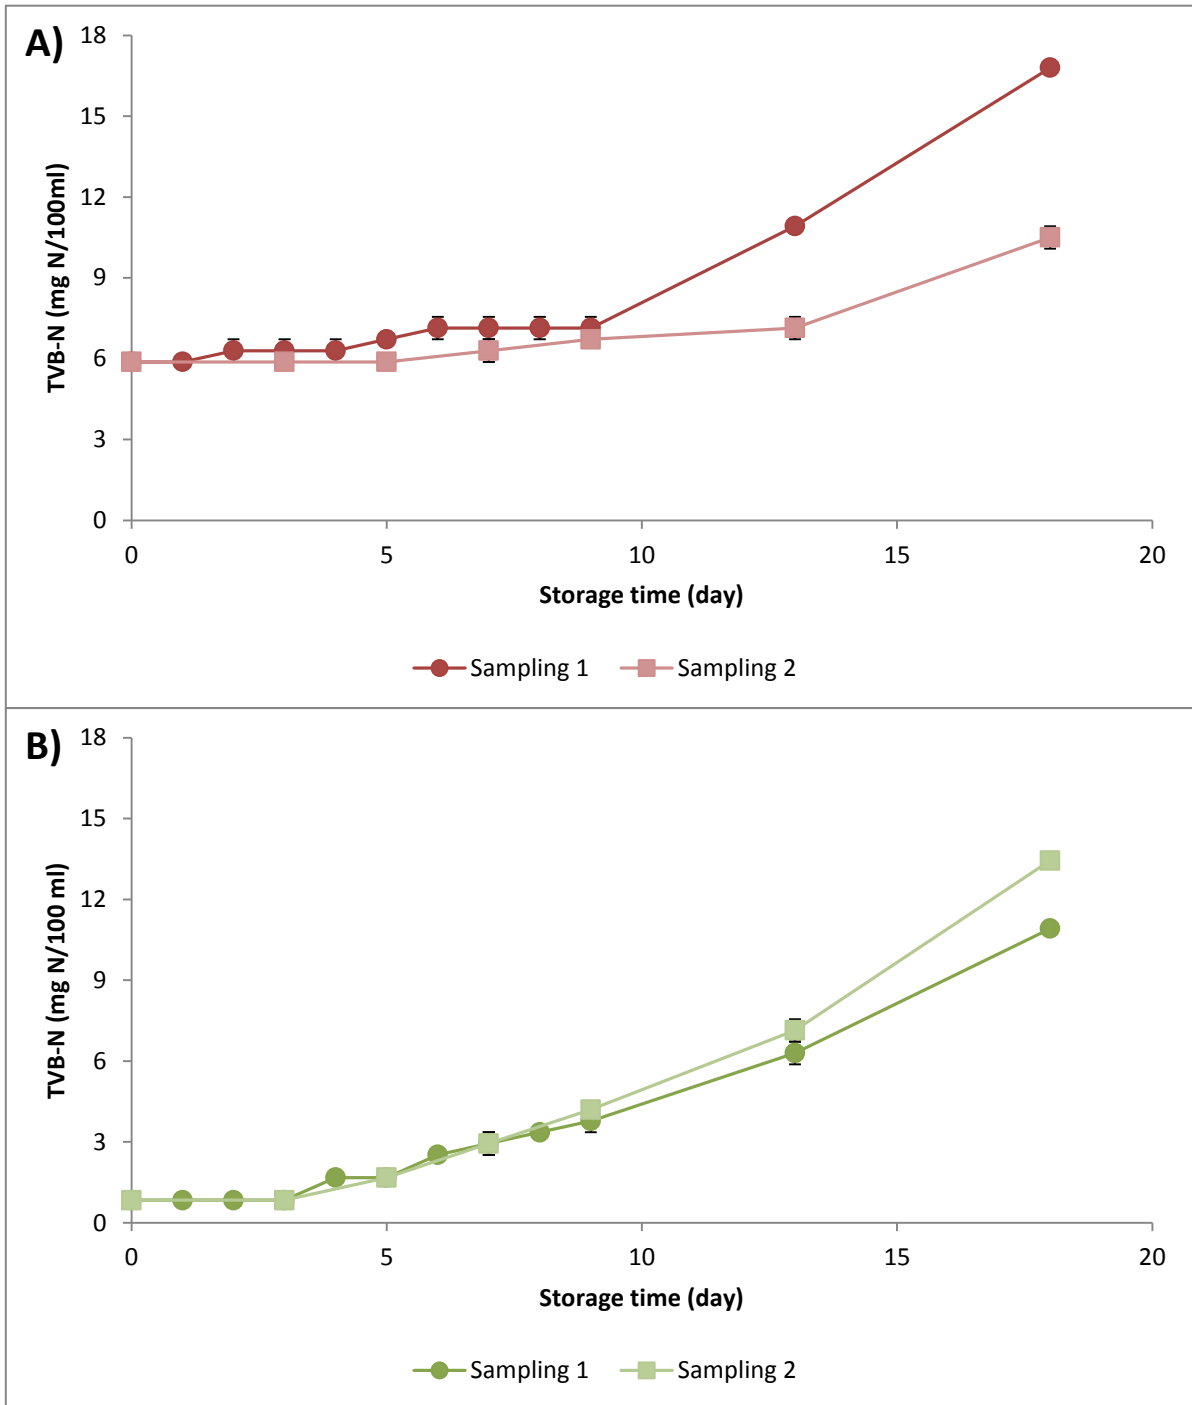 A)
18
15
12
9
6
3
0
TVB-N (mg N/100ml)
0 5 10 15 20
Storage time (day)
Sampling 1 Sampling 2
B)
18
15
12
9
6
3
0
TVB-N (mg N/100 ml)
0 5 10 15 20
Storage time (day)
Sampling 1 Sampling 2